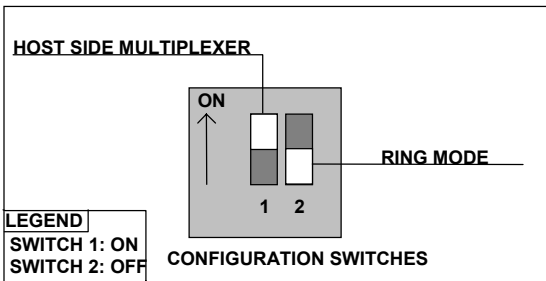 HOST SIDE MULTIPLEXER
ON
RING MODE
1 2
LEGEND
SWITCH 1: ON
SWITCH 2: OFF
CONFIGURATION SWITCHES